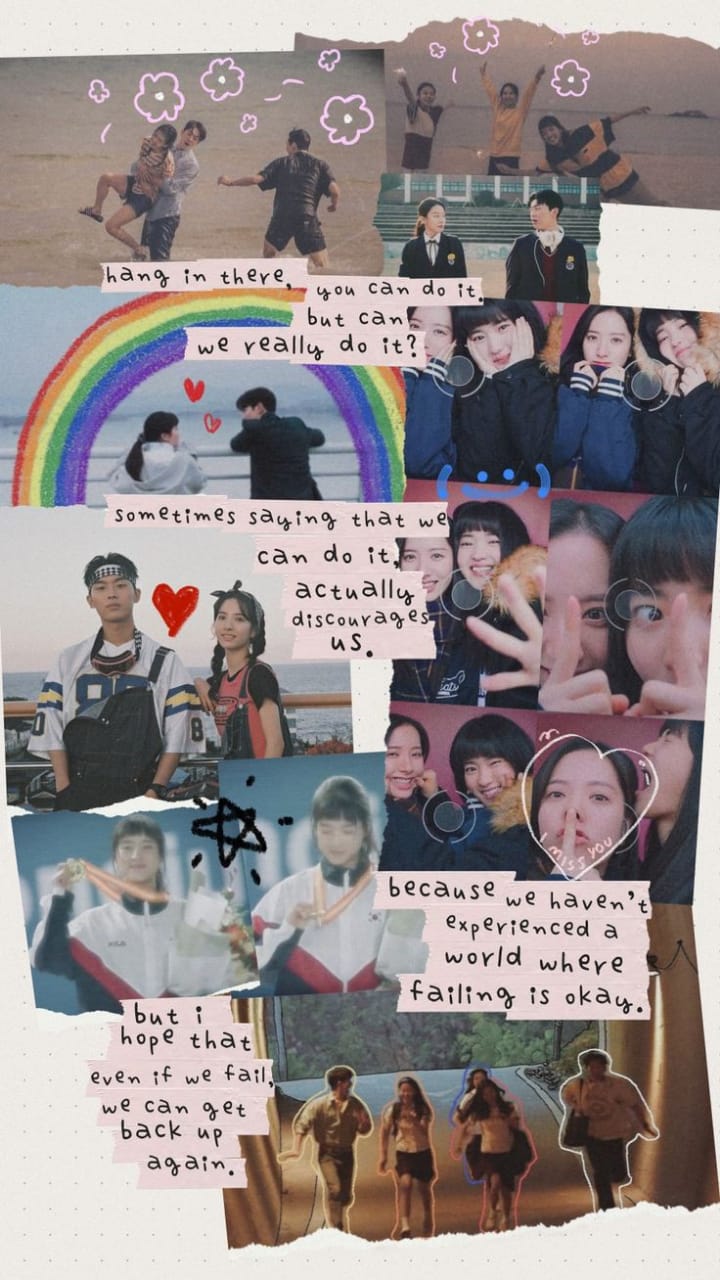 hang in there,
you can do it.
but can
we really do it?
sometimes saying that we
can do it,
actually
discourages
us.
I miss you
because we haven't
experienced a
world where
failing is okay.
but i
hope that
even if we fail,
we can get
back up
again.